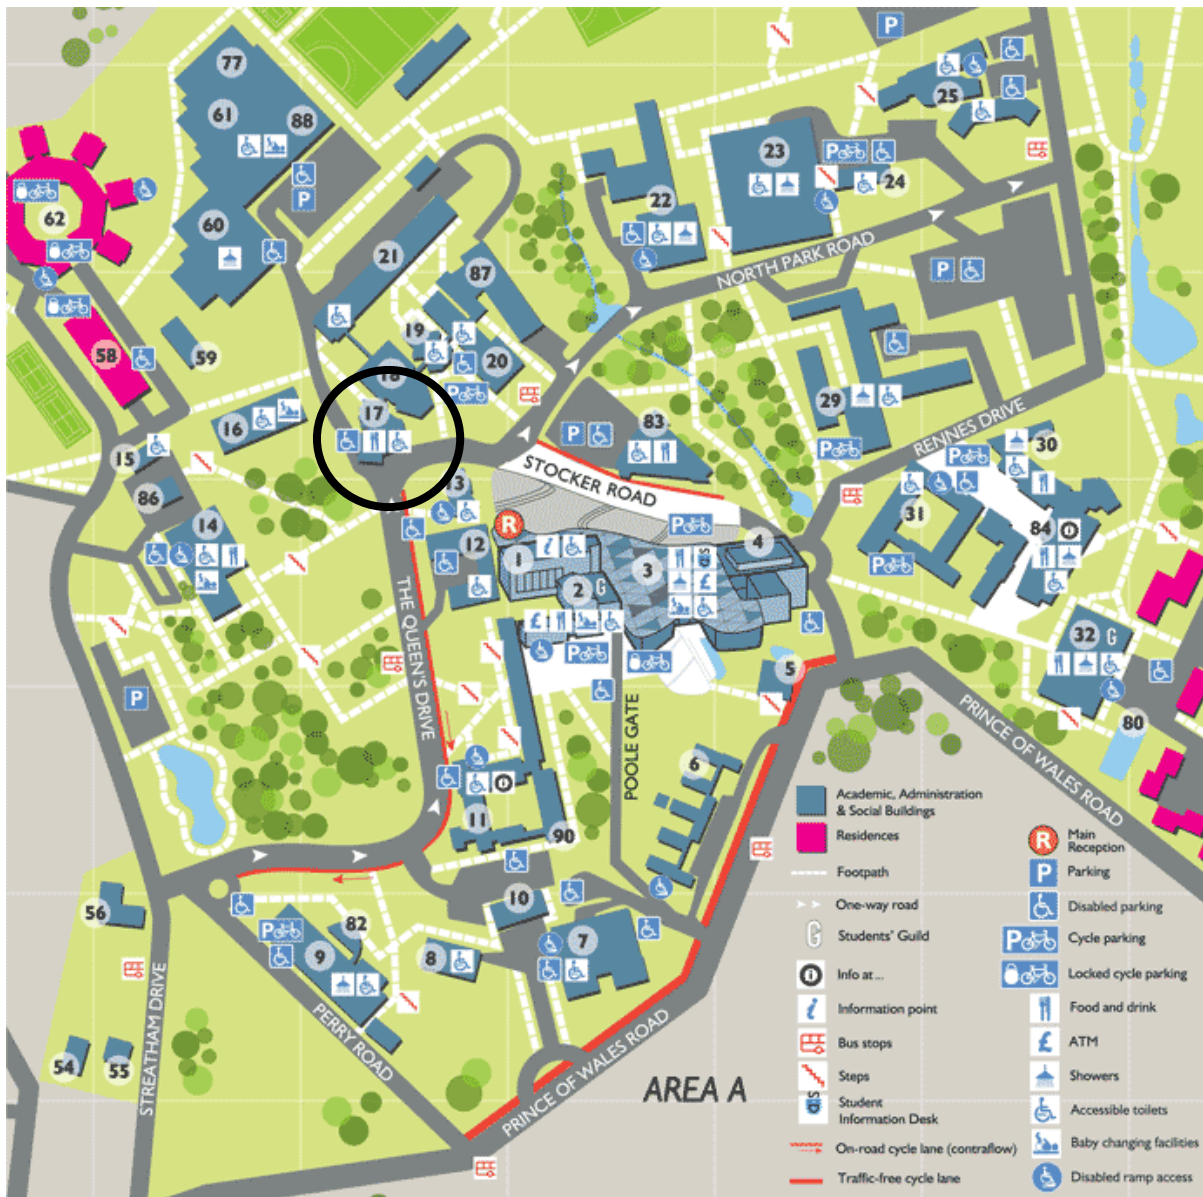 77
P
25
61
88
23
P
24
62
22
60
21
87
NORTH PARK ROAD
P
P
19
20
58
59
18
17
29
16
83
RENNES DRIVE
30
P
P
15
P
STOCKER ROAD
13
86
31
84
14
R
P
12
1
4
3
P
2
G
£
£
P
32
G
THE QUEEN'S DRIVE
5
P
POOLE GATE
PRINCE OF WALES ROAD
80
6
11
90
Academic, Administration
& Social Buildings
Residences
Footpath
One-way road
G Students' Guild
i Info at ...
i Information point
Bus stops
Steps
Student
Information Desk
On-road cycle lane (contraflow)
Traffic-free cycle lane
R Main
Reception
P Parking
Disabled parking
P Cycle parking
Locked cycle parking
Food and drink
£ ATM
Showers
Accessible toilets
Baby changing facilities
Disabled ramp access
56
10
P
82
7
9
8
STREATHAM DRIVE
PERRY ROAD
54
55
PRINCE OF WALES ROAD
AREA A